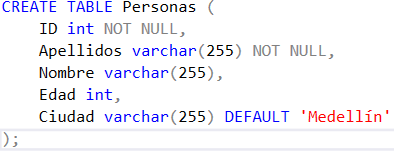 CREATE TABLE Personas (
    ID int NOT NULL,
    Apellidos varchar(255) NOT NULL,
    Nombre varchar(255),
    Edad int,
    Ciudad varchar(255) DEFAULT 'Medellín'
);